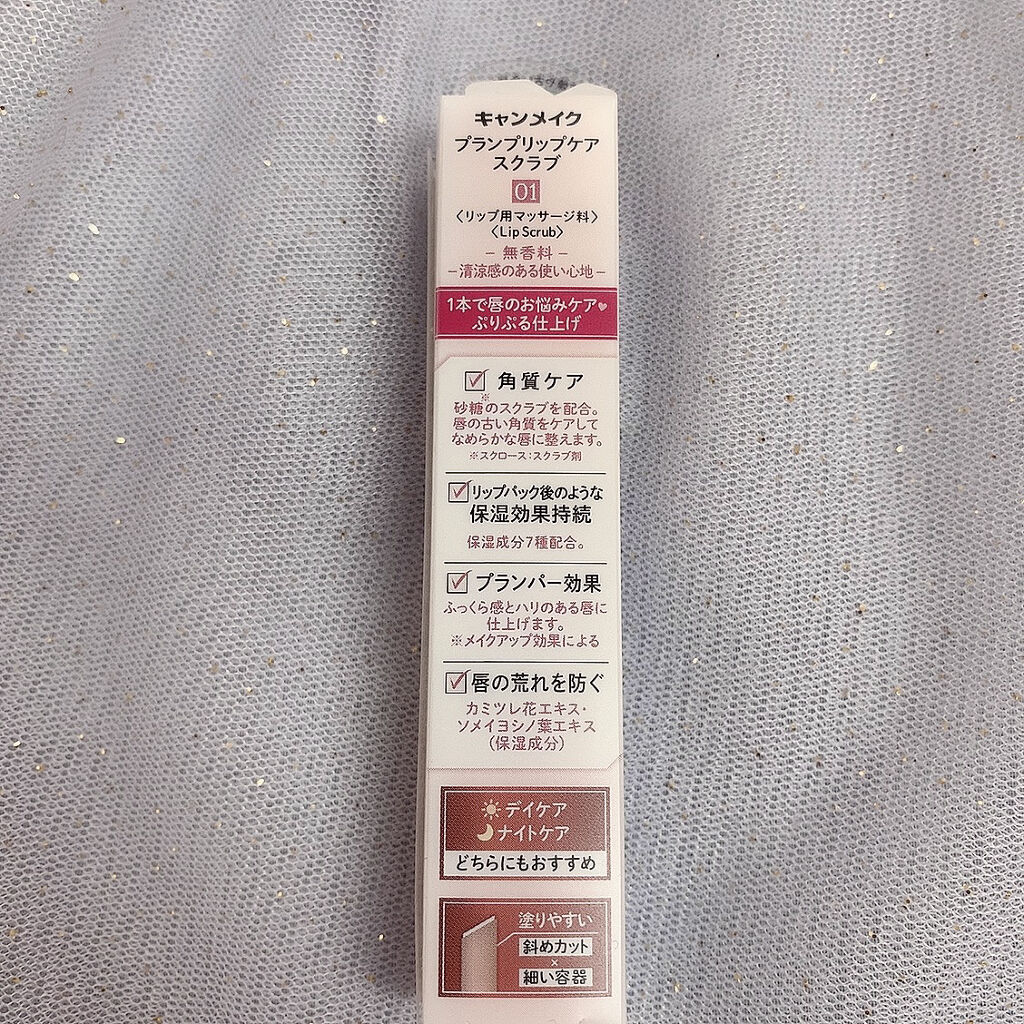 キャンメイク
プランプリップケア
スクラブ
01
〈リップ用マッサージ料〉
〈Lip Scrub〉
- 無香料 -
- 清涼感のある使い心地 -
1本で唇のお悩みケア♥
ぷりぷる仕上げ
☑ 角質ケア
砂糖※のスクラブを配合。
唇の古い角質をケアして
なめらかな唇に整えます。
※スクロース：スクラブ剤
☑リップパック後のような
保湿効果持続
保湿成分7種配合。
☑ プランパー効果
ふっくら感とハリのある唇に
仕上げます。
※メイクアップ効果による
☑唇の荒れを防ぐ
カミツレ花エキス・
ソメイヨシノ葉エキス
(保湿成分)
デイケア
ナイトケア
どちらにもおすすめ
塗りやすい
斜めカット
×
細い容器